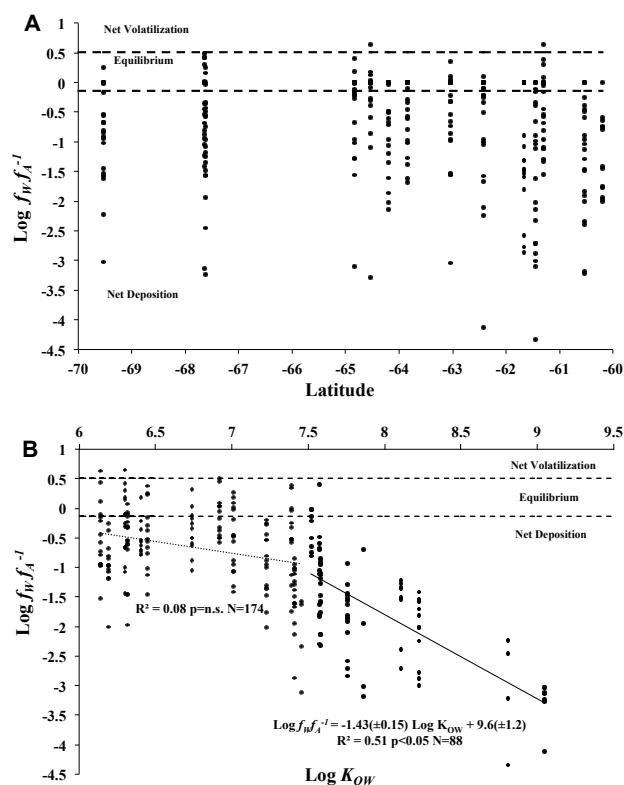 A
Net Volatilization
Equilibrium
Net Deposition
Log f_W f_A^-1
1
0.5
0
-0.5
-1
-1.5
-2
-2.5
-3
-3.5
-4
-4.5
-70 -69 -68 -67 -66 -65 -64 -63 -62 -61 -60
Latitude
6 6.5 7 7.5 8 8.5 9 9.5
B
Net Volatilization
Equilibrium
Net Deposition
Log f_W f_A^-1
1
0.5
0
-0.5
-1
-1.5
-2
-2.5
-3
-3.5
-4
-4.5
R² = 0.08 p=n.s. N=174
Log f_W f_A^-1 = -1.43(±0.15) Log K_OW + 9.6(±1.2)
R² = 0.51 p<0.05 N=88
Log K_OW